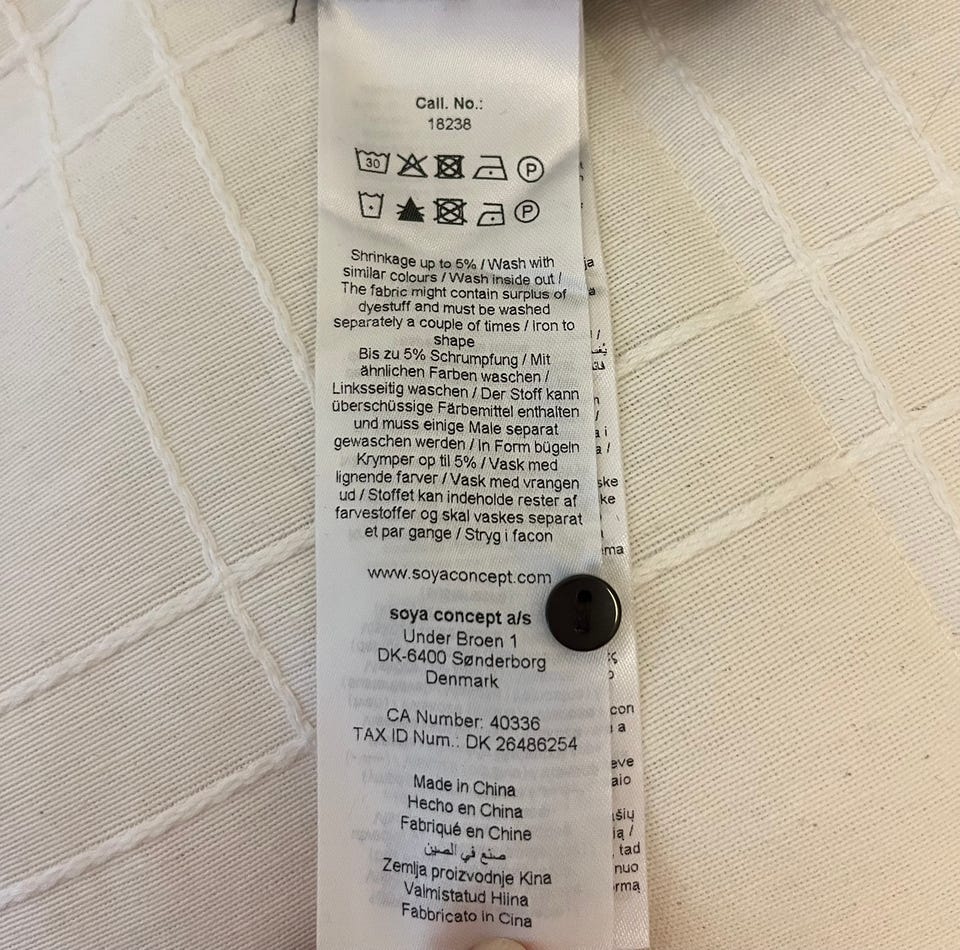 Call. No.:
18238
30 P
P
Shrinkage up to 5% / Wash with
similar colours / Wash inside out /
The fabric might contain surplus of
dyestuff and must be washed
separately a couple of times / Iron to
shape
Bis zu 5% Schrumpfung / Mit
ähnlichen Farben waschen /
Linksseitig waschen / Der Stoff kann
überschüssige Färbemittel enthalten
und muss einige Male separat
gewaschen werden / In Form bügeln
Krymper op til 5% / Vask med
lignende farver / Vask med vrangen
ud / Stoffet kan indeholde rester af
farvestoffer og skal vaskes separat
et par gange / Stryg i facon
www.soyaconcept.com
soya concept a/s
Under Broen 1
DK-6400 Sønderborg
Denmark
CA Number: 40336
TAX ID Num.: DK 26486254
Made in China
Hecho en China
Fabriqué en Chine
صنع في الصين
Zemlja proizvodnje Kina
Valmistatud Hiina
Fabbricato in Cina